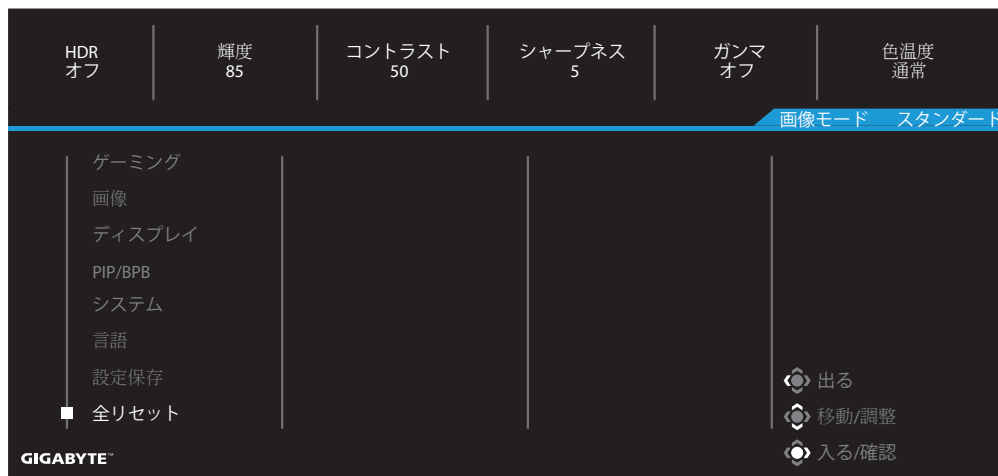 HDR
オフ
輝度
85
コントラスト
50
シャープネス
5
ガンマ
オフ
色温度
通常
画像モード スタンダード
ゲーミング
画像
ディスプレイ
PIP/BPB
システム
言語
設定保存
全リセット
出る
移動/調整
入る/確認
GIGABYTE™